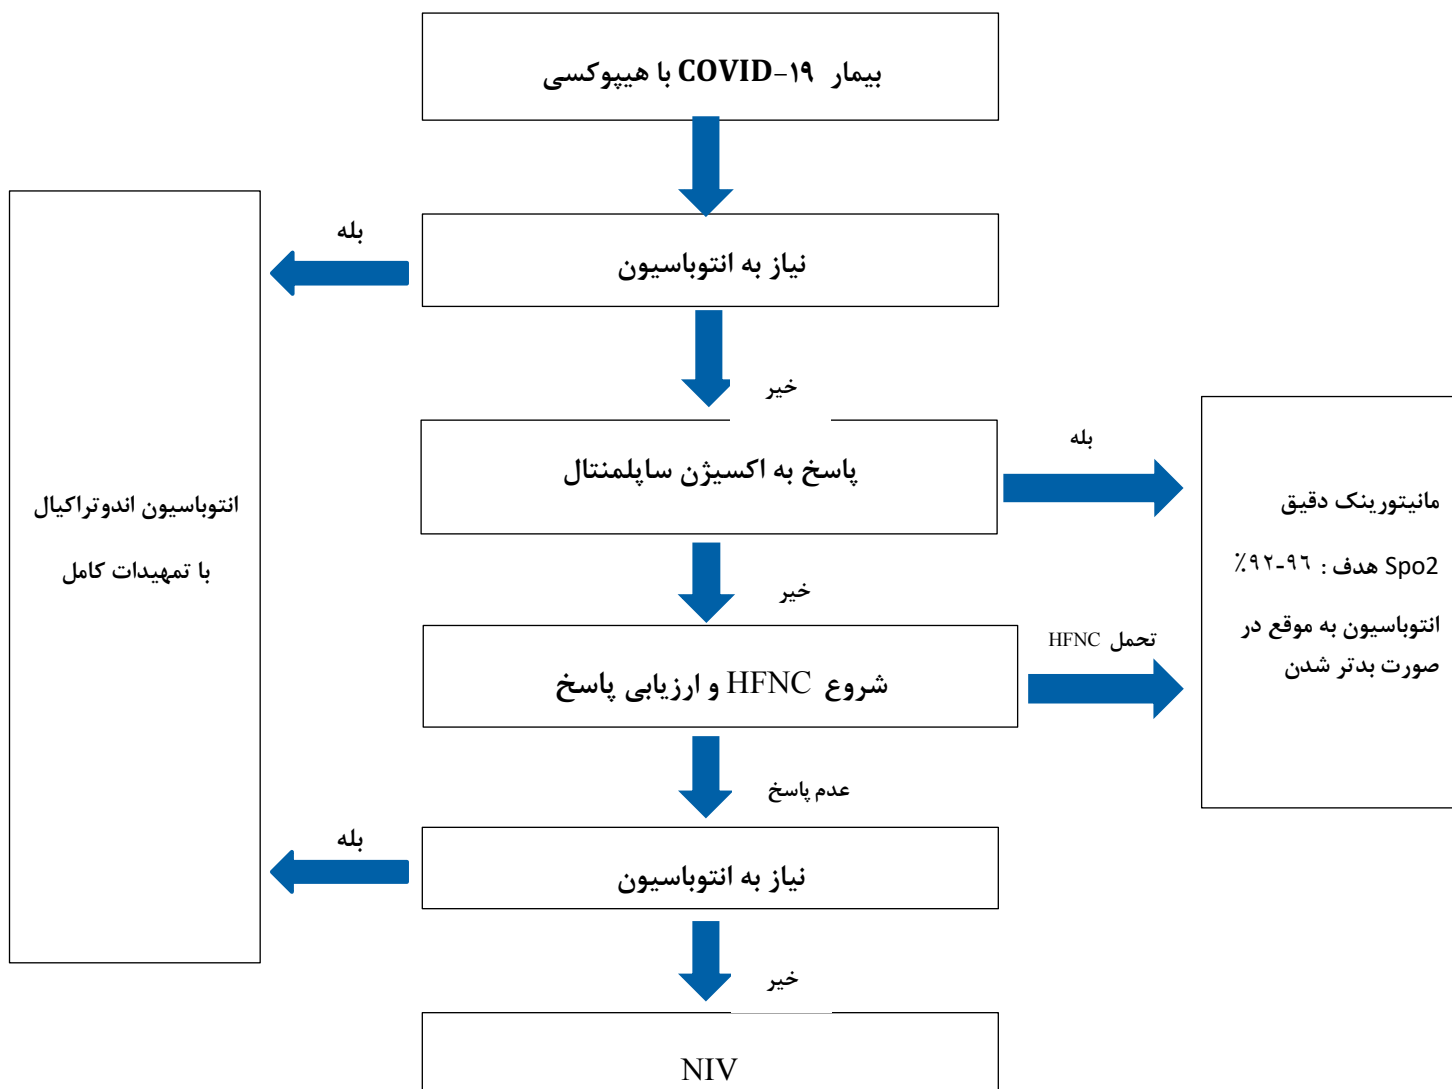 بیمار COVID-۱۹ با هیپوکسی
نیاز به انتوباسیون
بله
خیر
پاسخ به اکسیژن ساپلمنتال
بله
خیر
شروع HFNC و ارزیابی پاسخ
تحمل HFNC
عدم پاسخ
نیاز به انتوباسیون
بله
خیر
NIV
انتوباسیون اندوتراکیال
با تمهیدات کامل
مانیتورینک دقیق
Spo2 هدف : ۹۲-۹۶٪
انتوباسیون به موقع در
صورت بدتر شدن